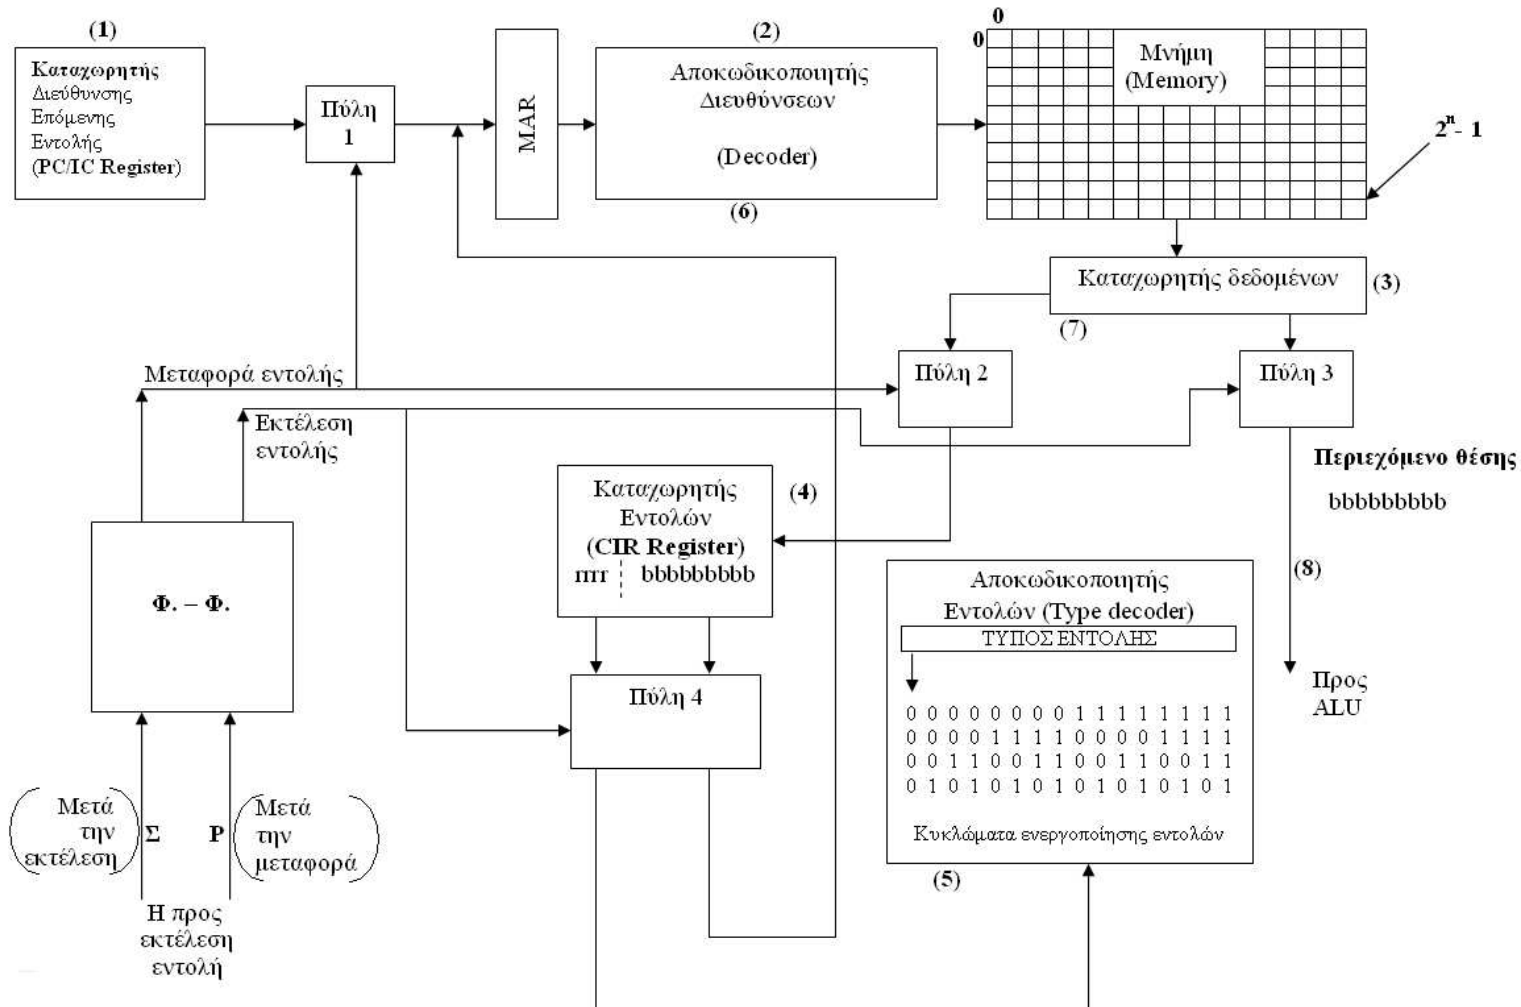 (1)
Καταχωρητής
Διεύθυνσης
Επόμενης
Εντολής
(PC/IC Register)
Πύλη
1
MAR
(2)
Αποκωδικοποιητής
Διευθύνσεων
(Decoder)
(6)
0
0
Μνήμη
(Memory)
2ⁿ- 1
Καταχωρητής δεδομένων
(3)
(7)
Πύλη 2
Πύλη 3
Μεταφορά εντολής
Εκτέλεση
εντολής
Περιεχόμενο θέσης
bbbbbbbbbb
Καταχωρητής
Εντολών
(CIR Register)
rrrr bbbbbbbbbb
(4)
(8)
Φ. – Φ.
Πύλη 4
Αποκωδικοποιητής
Εντολών (Type decoder)
ΤΥΠΟΣ ΕΝΤΟΛΗΣ
0 0 0 0 0 0 0 0 1 1 1 1 1 1 1 1
0 0 0 0 1 1 1 1 0 0 0 0 1 1 1 1
0 0 1 1 0 0 1 1 0 0 1 1 0 0 1 1
0 1 0 1 0 1 0 1 0 1 0 1 0 1 0 1
Κυκλώματα ενεργοποίησης εντολών
(5)
Προς
ALU
Μετά
την
εκτέλεση
Σ
Ρ
Μετά
την
μεταφορά
Η προς
εκτέλεση
εντολή